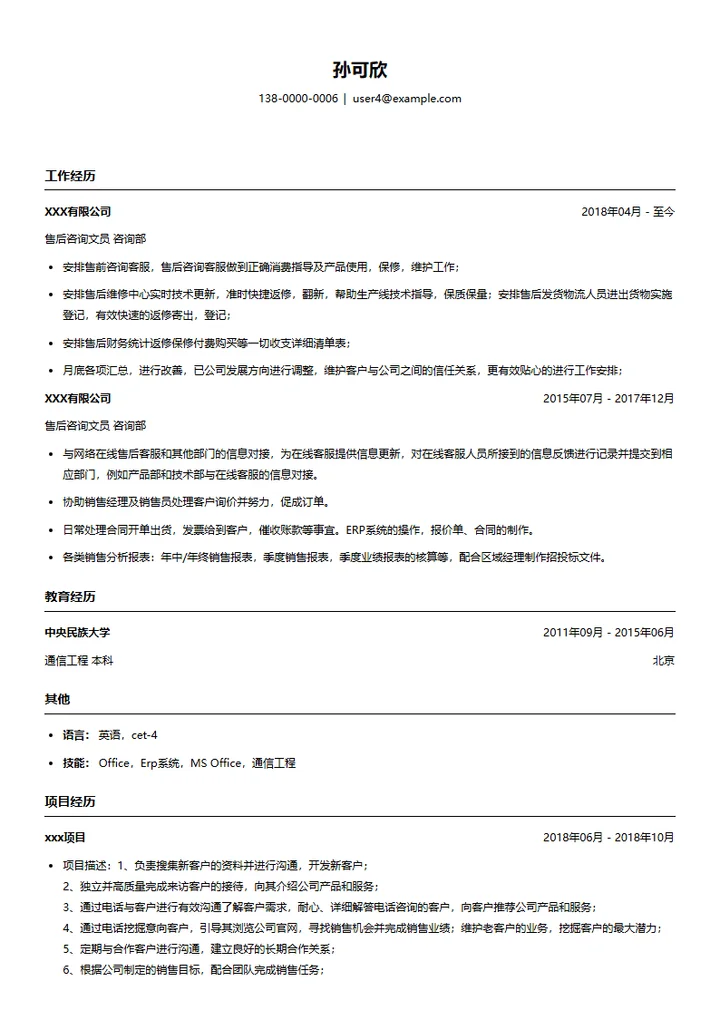 孙可欣
138-0000-0006 | user4@example.com
工作经历
XXX有限公司 2018年04月 - 至今
售后咨询文员 咨询部
• 安排售前咨询客服，售后咨询客服做到正确消费指导及产品使用，保修，维护工作；
• 安排售后维修中心实时技术更新，准时快捷返修，翻新，帮助生产线技术指导，保质保量；安排售后发货物流人员进出货物实施
登记，有效快速的返修寄出，登记；
• 安排售后财务统计返修保修付费购买等一切收支详细清单表；
• 月底各项汇总，进行改善，已公司发展方向进行调整，维护客户与公司之间的信任关系，更有效贴心的进行工作安排；
XXX有限公司 2015年07月 - 2017年12月
售后咨询文员 咨询部
• 与网络在线售后客服和其他部门的信息对接，为在线客服提供信息更新，对在线客服人员所接到的信息反馈进行记录并提交到相
应部门，例如产品部和技术部与在线客服的信息对接。
• 协助销售经理及销售员处理客户询价并努力，促成订单。
• 日常处理合同开单出货，发票给到客户，催收账款等事宜。ERP系统的操作，报价单、合同的制作。
• 各类销售分析报表：年中/年终销售报表，季度销售报表，季度业绩报表的核算等，配合区域经理制作招投标文件。
教育经历
中央民族大学 2011年09月 - 2015年06月
通信工程 本科 北京
其他
• 语言： 英语，cet-4
• 技能： Office，Erp系统，MS Office，通信工程
项目经历
xxx项目 2018年06月 - 2018年10月
• 项目描述：1、负责搜集新客户的资料并进行沟通，开发新客户；
2、独立并高质量完成来访客户的接待，向其介绍公司产品和服务；
3、通过电话与客户进行有效沟通了解客户需求，耐心、详细解答电话咨询的客户，向客户推荐公司产品和服务；
4、通过电话挖掘意向客户，引导其浏览公司官网，寻找销售机会并完成销售业绩；维护老客户的业务，挖掘客户的最大潜力；
5、定期与合作客户进行沟通，建立良好的长期合作关系；
6、根据公司制定的销售目标，配合团队完成销售任务；